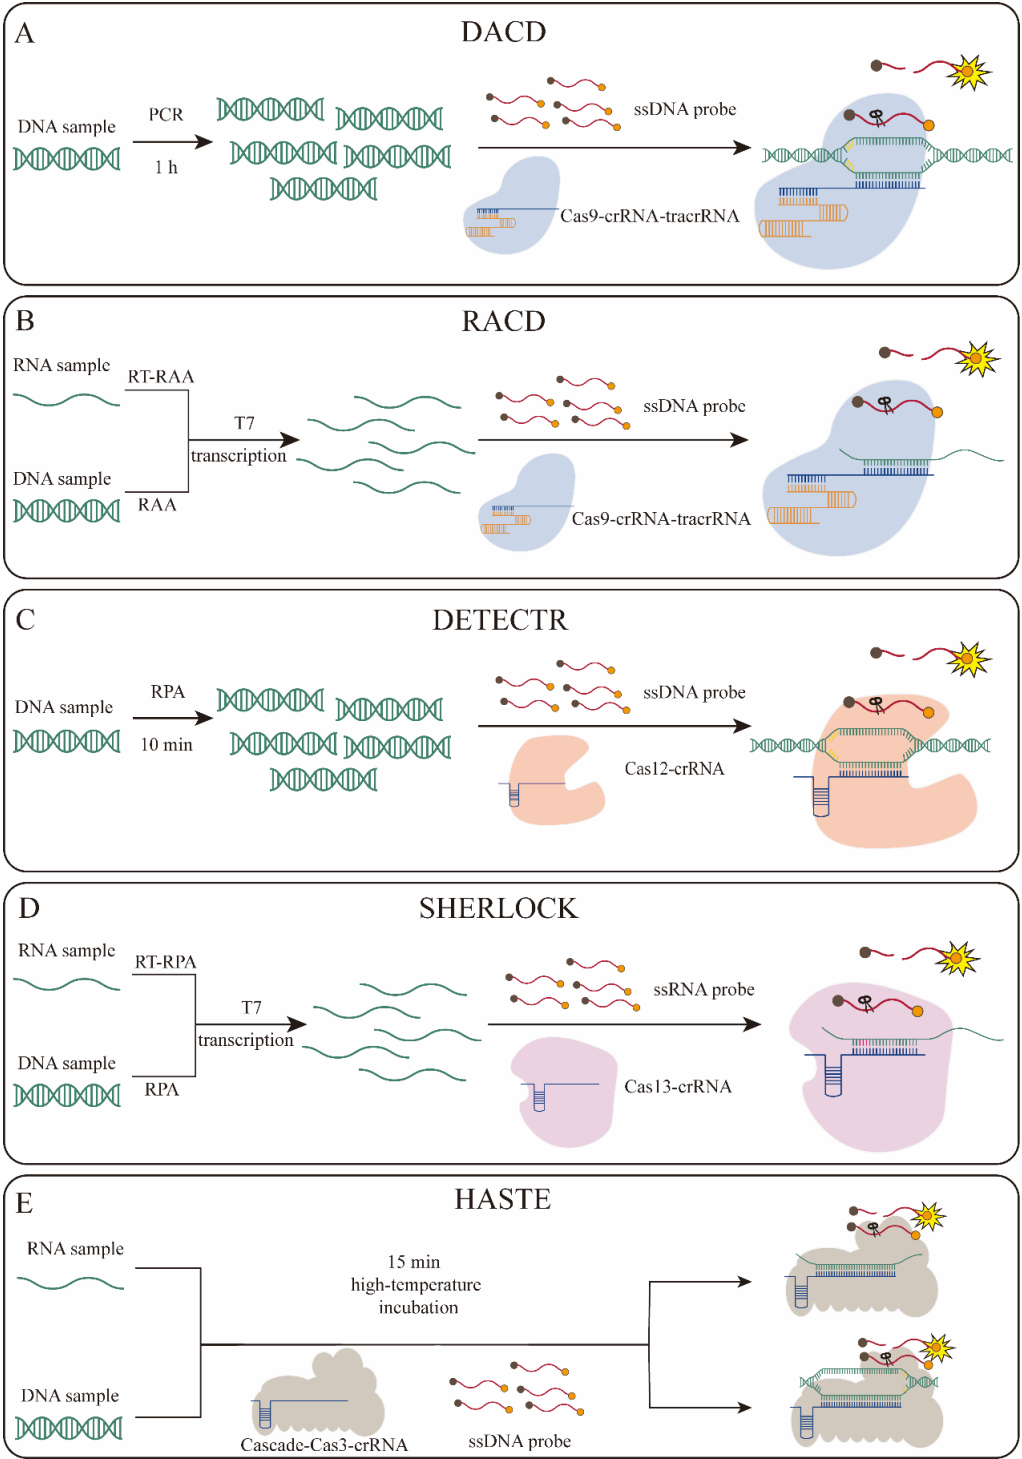 A
DACD
DNA sample
PCR
1 h
ssDNA probe
Cas9-crRNA-tracrRNA
B
RACD
RNA sample
RT-RAA
T7
transcription
DNA sample
RAA
ssDNA probe
Cas9-crRNA-tracrRNA
C
DETECTR
DNA sample
RPA
10 min
ssDNA probe
Cas12-crRNA
D
SHERLOCK
RNA sample
RT-RPA
T7
transcription
DNA sample
RPA
ssRNA probe
Cas13-crRNA
E
HASTE
RNA sample
15 min
high-temperature
incubation
DNA sample
Cascade-Cas3-crRNA
ssDNA probe